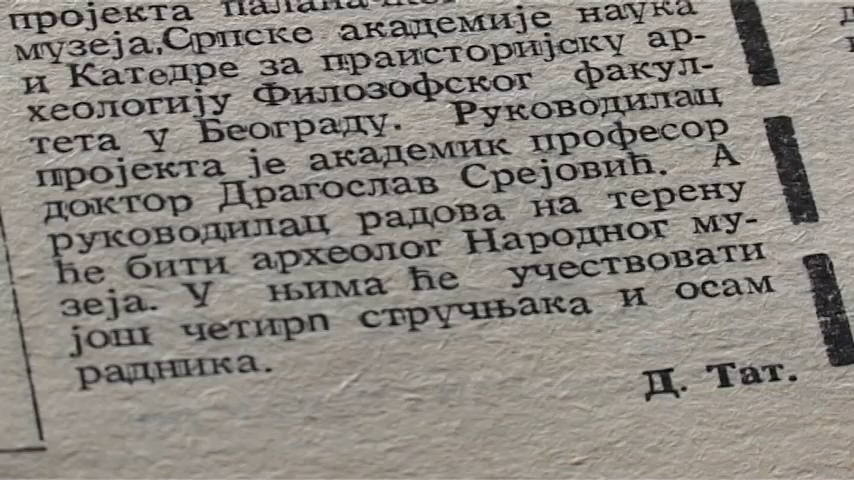 пројекта
музеја, Српске академије наука
и Катедре за праисторијску ар-
хеологију Филозофског факул-
тета у Београду. Руководилац
пројекта је академик професор
доктор Драгослав Срејовић. А
руководилац радова на терену
ће бити археолог Народног му-
зеја. У њима ће учествовати
још четири стручњака и осам
радника.
Д. Тат.